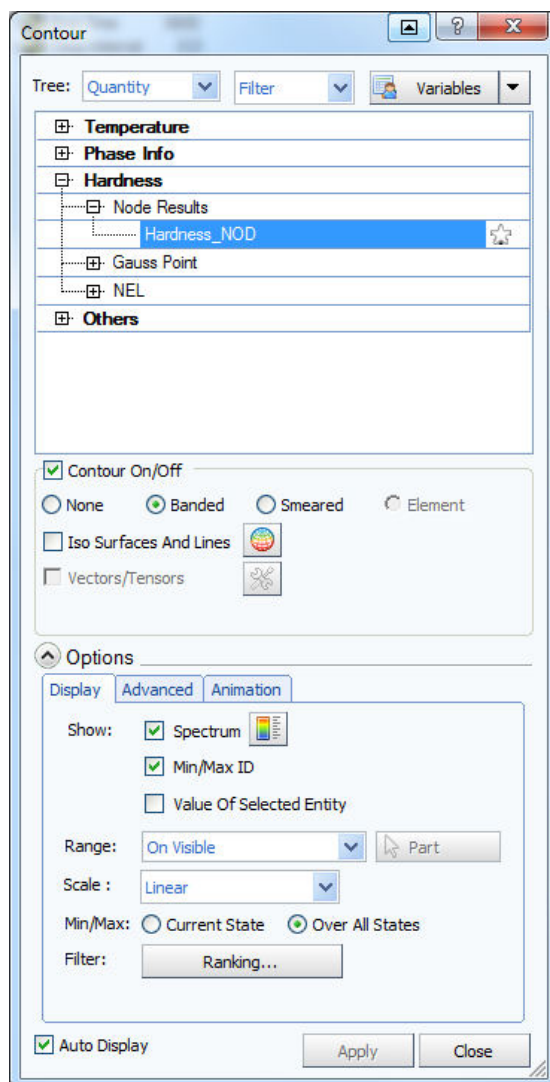 Contour
Tree: Quantity Filter Variables
Temperature
Phase Info
Hardness
Node Results
Hardness_NOD
Gauss Point
NEL
Others
Contour On/Off
None Banded Smeared Element
Iso Surfaces And Lines
Vectors/Tensors
Options
Display Advanced Animation
Show: Spectrum
Min/Max ID
Value Of Selected Entity
Range: On Visible Part
Scale : Linear
Min/Max: Current State Over All States
Filter: Ranking...
Auto Display Apply Close